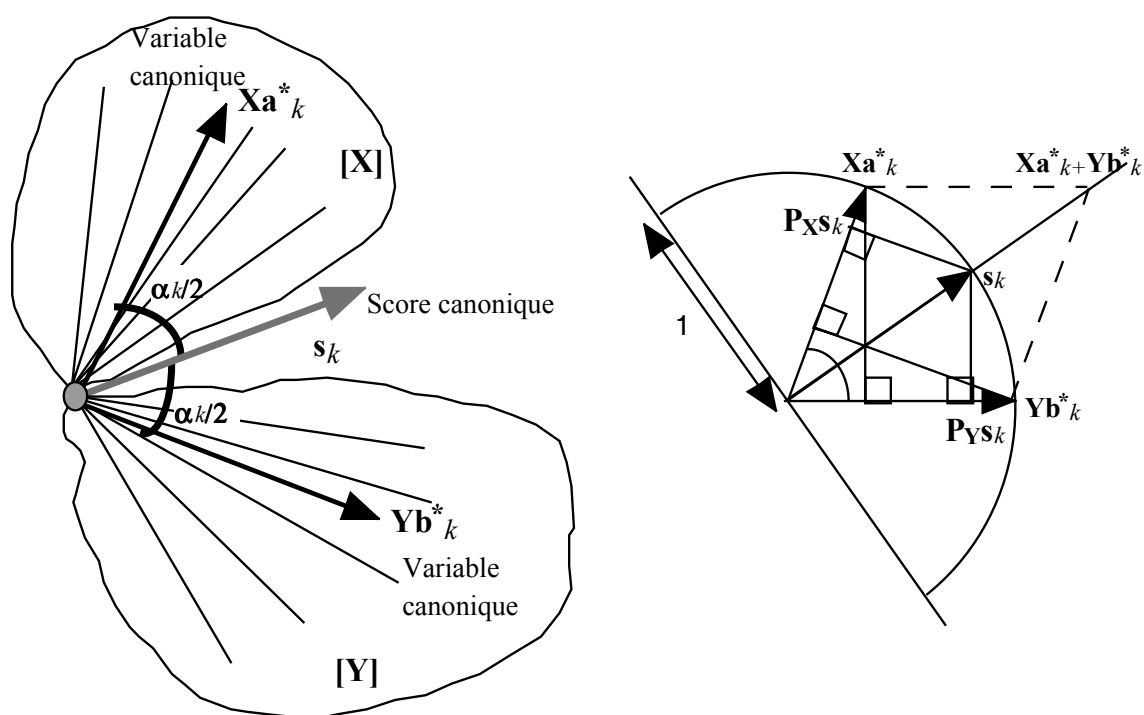 Variable
canonique
Xa*k
[X]
αk/2
Score canonique
sk
αk/2
Yb*k
Variable
canonique
[Y]
Xa*k
Xa*k+Yb*k
PXsk
sk
1
Yb*k
PYsk